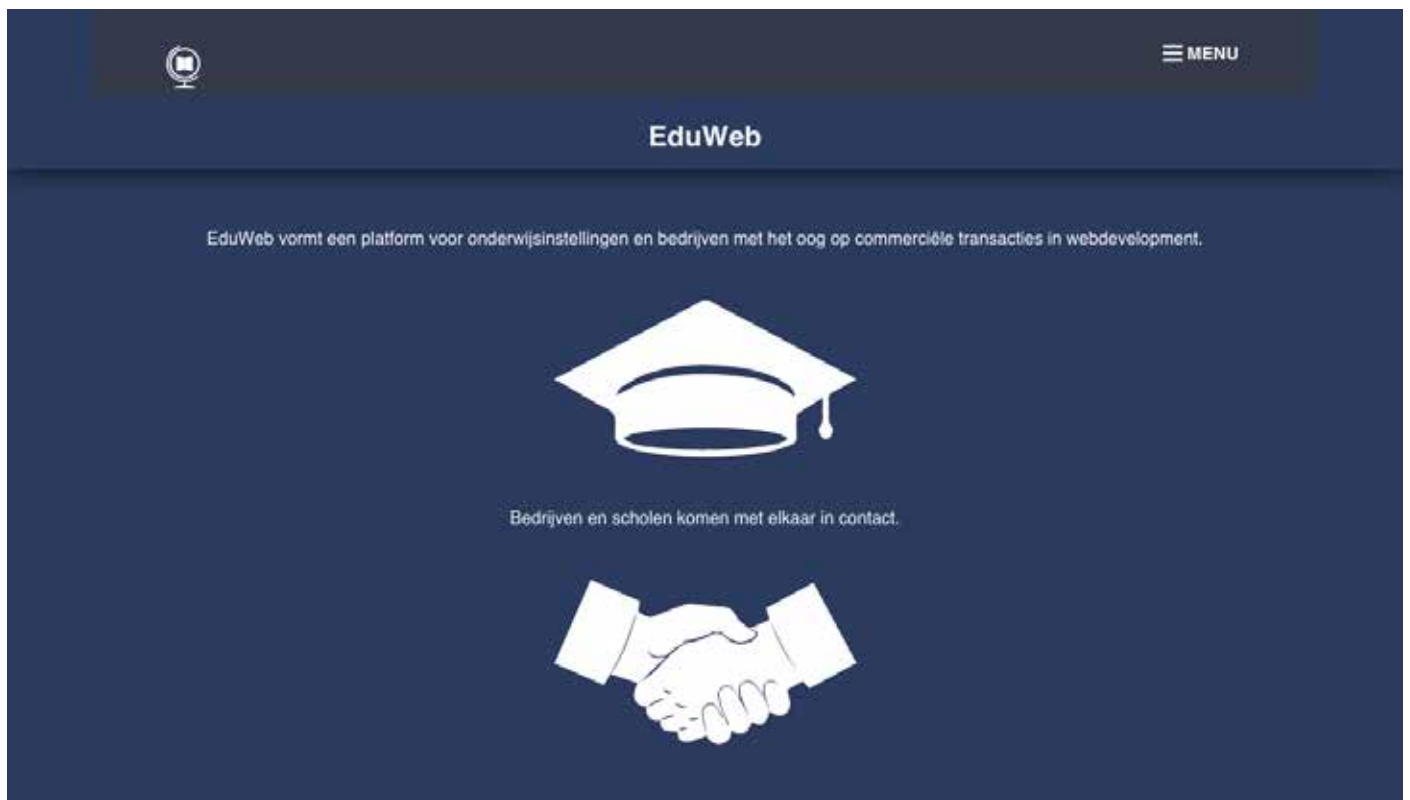 MENU
EduWeb
EduWeb vormt een platform voor onderwijsinstellingen en bedrijven met het oog op commerciële transacties in webdevelopment.
Bedrijven en scholen komen met elkaar in contact.